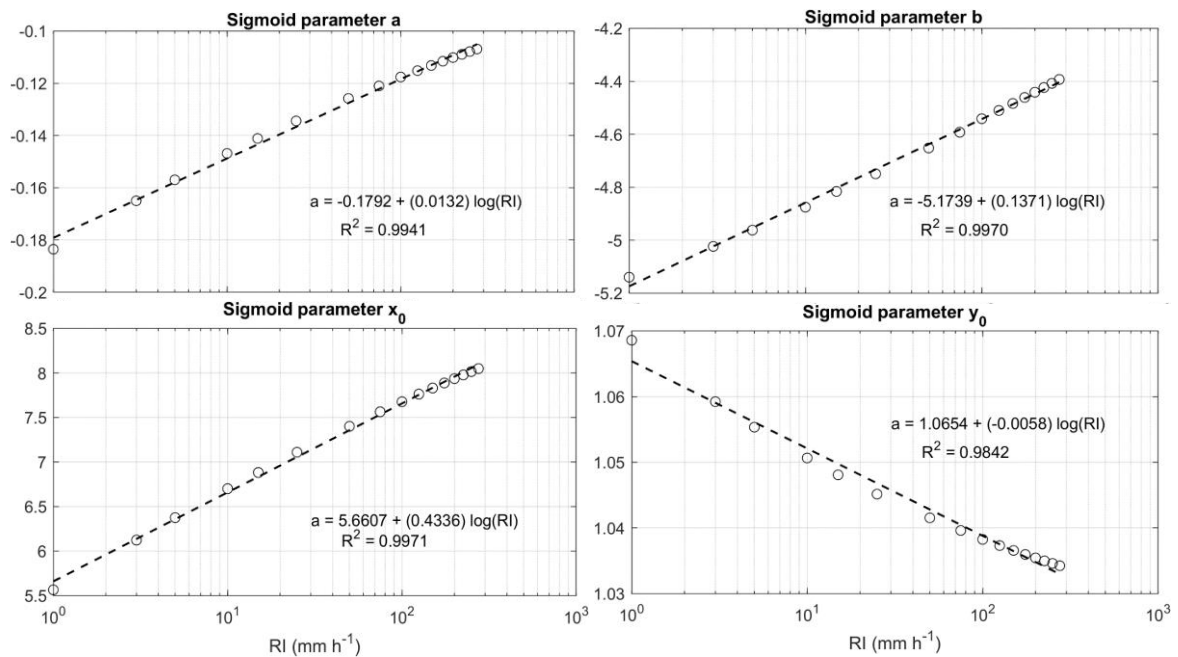 Sigmoid parameter a
-0.1
-0.12
-0.14
-0.16
-0.18
-0.2
a = -0.1792 + (0.0132) log(RI)
R² = 0.9941
Sigmoid parameter b
-4.2
-4.4
-4.6
-4.8
-5
-5.2
a = -5.1739 + (0.1371) log(RI)
R² = 0.9970
Sigmoid parameter x₀
8.5
8
7.5
7
6.5
6
5.5
a = 5.6607 + (0.4336) log(RI)
R² = 0.9971
10⁰ 10¹ 10² 10³
RI (mm h⁻¹)
Sigmoid parameter y₀
1.07
1.06
1.05
1.04
1.03
a = 1.0654 + (-0.0058) log(RI)
R² = 0.9842
10⁰ 10¹ 10² 10³
RI (mm h⁻¹)